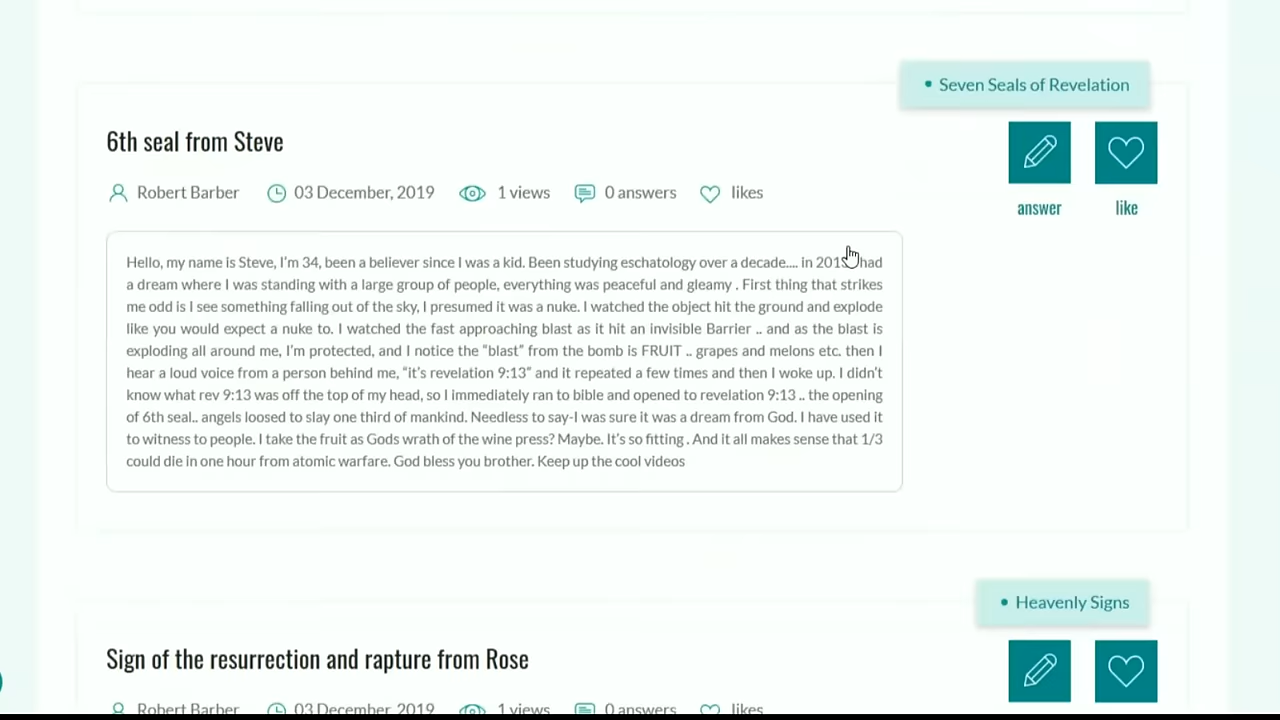 Seven Seals of Revelation
6th seal from Steve
Robert Barber 03 December, 2019 1 views 0 answers likes
answer like
Hello, my name is Steve, I'm 34, been a believer since I was a kid. Been studying eschatology over a decade.... in had
a dream where I was standing with a large group of people, everything was peaceful and gleamy . First thing that strikes
me odd is I see something falling out of the sky, I presumed it was a nuke. I watched the object hit the ground and explode
like you would expect a nuke to. I watched the fast approaching blast as it hit an invisible Barrier .. and as the blast is
exploding all around me, I'm protected, and I notice the "blast" from the bomb is FRUIT .. grapes and melons etc. then I
hear a loud voice from a person behind me, "it's revelation 9:13" and it repeated a few times and then I woke up. I didn't
know what rev 9:13 was off the top of my head, so I immediately ran to bible and opened to revelation 9:13 .. the opening
of 6th seal.. angels loosed to slay one third of mankind. Needless to say-I was sure it was a dream from God. I have used it
to witness to people. I take the fruit as Gods wrath of the wine press? Maybe. It's so fitting . And it all makes sense that 1/3
could die in one hour from atomic warfare. God bless you brother. Keep up the cool videos
Heavenly Signs
Sign of the resurrection and rapture from Rose
Robert Barber 03 December, 2019 1 views 0 answers likes